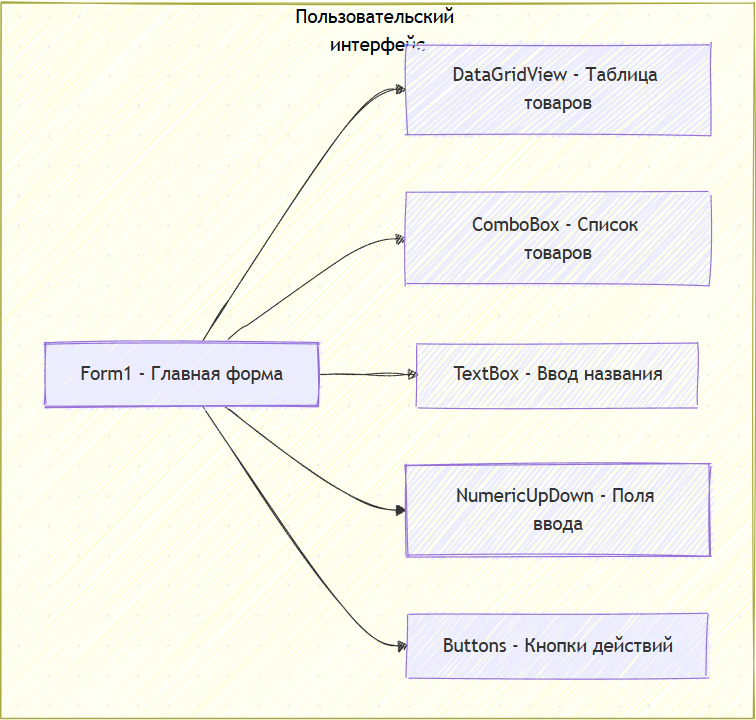 Пользовательский
интерфейс
DataGridView - Таблица
товаров
ComboBox - Список
товаров
Form1 - Главная форма
TextBox - Ввод названия
NumericUpDown - Поля
ввода
Buttons - Кнопки действий